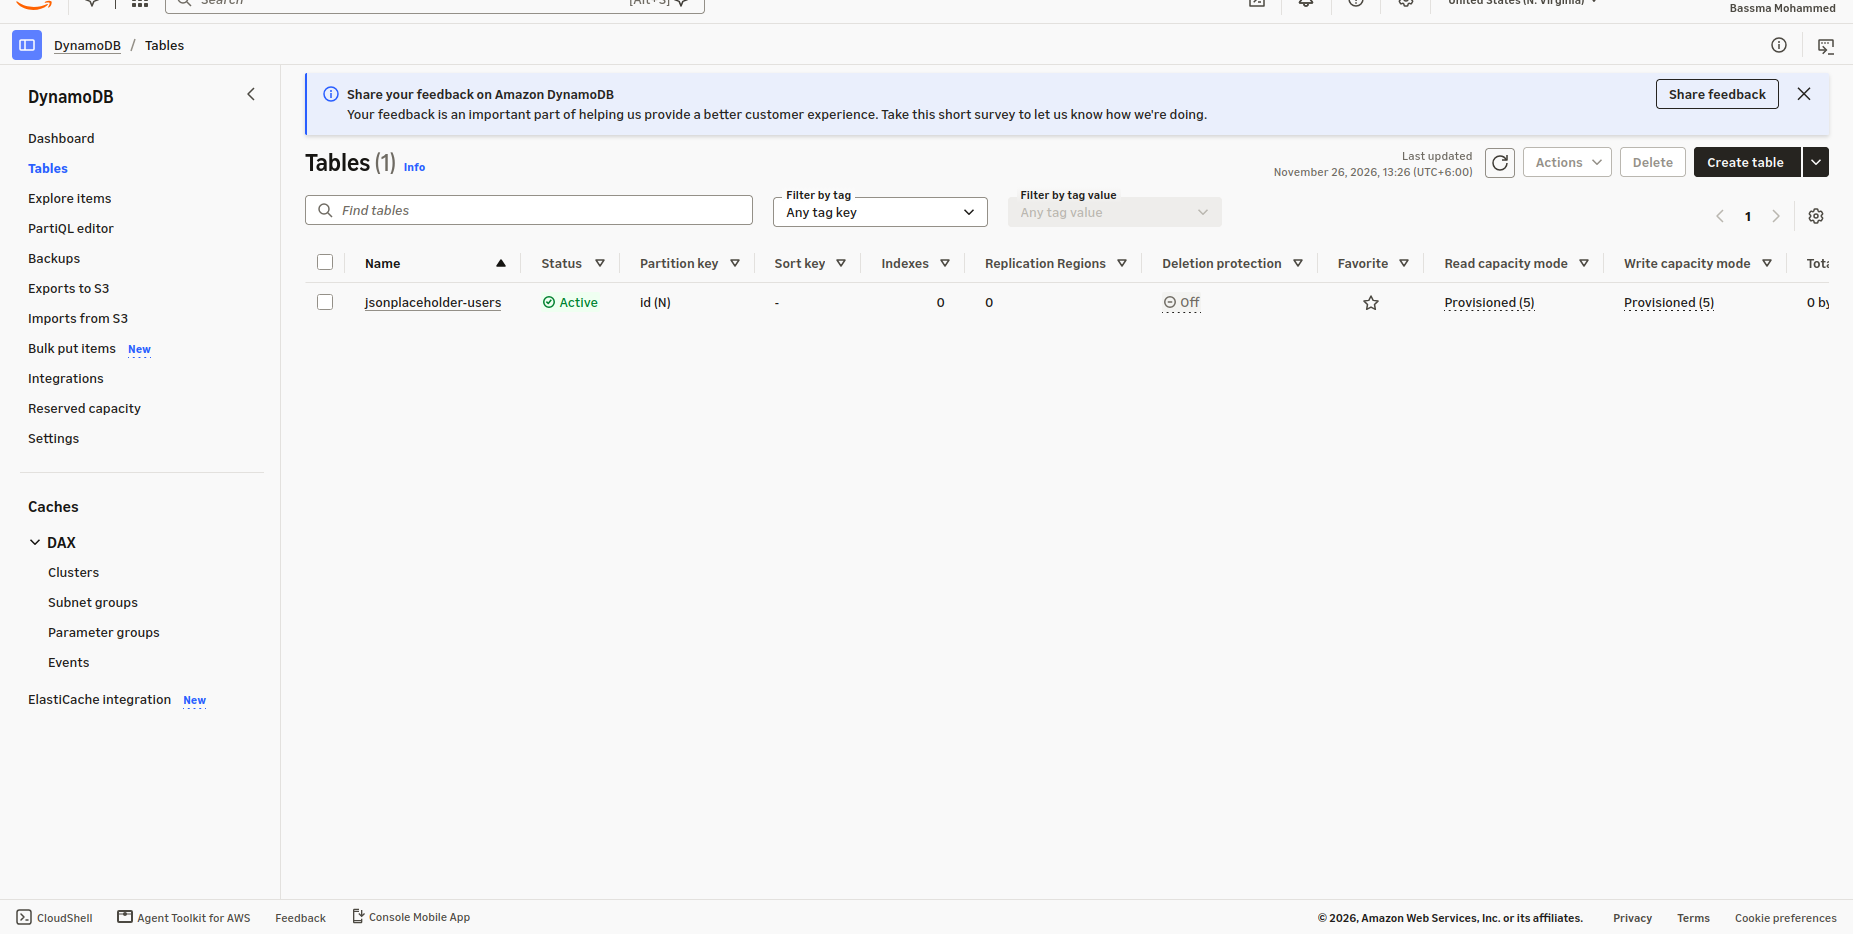 Search [Alt+S]
United States (N. Virginia)
Bassma Mohammed
DynamoDB / Tables
DynamoDB
Dashboard
Tables
Explore items
PartiQL editor
Backups
Exports to S3
Imports from S3
Bulk put items New
Integrations
Reserved capacity
Settings
Caches
DAX
Clusters
Subnet groups
Parameter groups
Events
ElastiCache integration New
Share your feedback on Amazon DynamoDB
Your feedback is an important part of helping us provide a better customer experience. Take this short survey to let us know how we're doing.
Share feedback
Tables (1) Info
Last updated
November 26, 2026, 13:26 (UTC+6:00)
Actions
Delete
Create table
Find tables
Filter by tag
Any tag key
Filter by tag value
Any tag value
1
Name Status Partition key Sort key Indexes Replication Regions Deletion protection Favorite Read capacity mode Write capacity mode Tota
jsonplaceholder-users Active id (N) - 0 0 Off Provisioned (5) Provisioned (5) 0 by
CloudShell Agent Toolkit for AWS Feedback Console Mobile App © 2026, Amazon Web Services, Inc. or its affiliates. Privacy Terms Cookie preferences